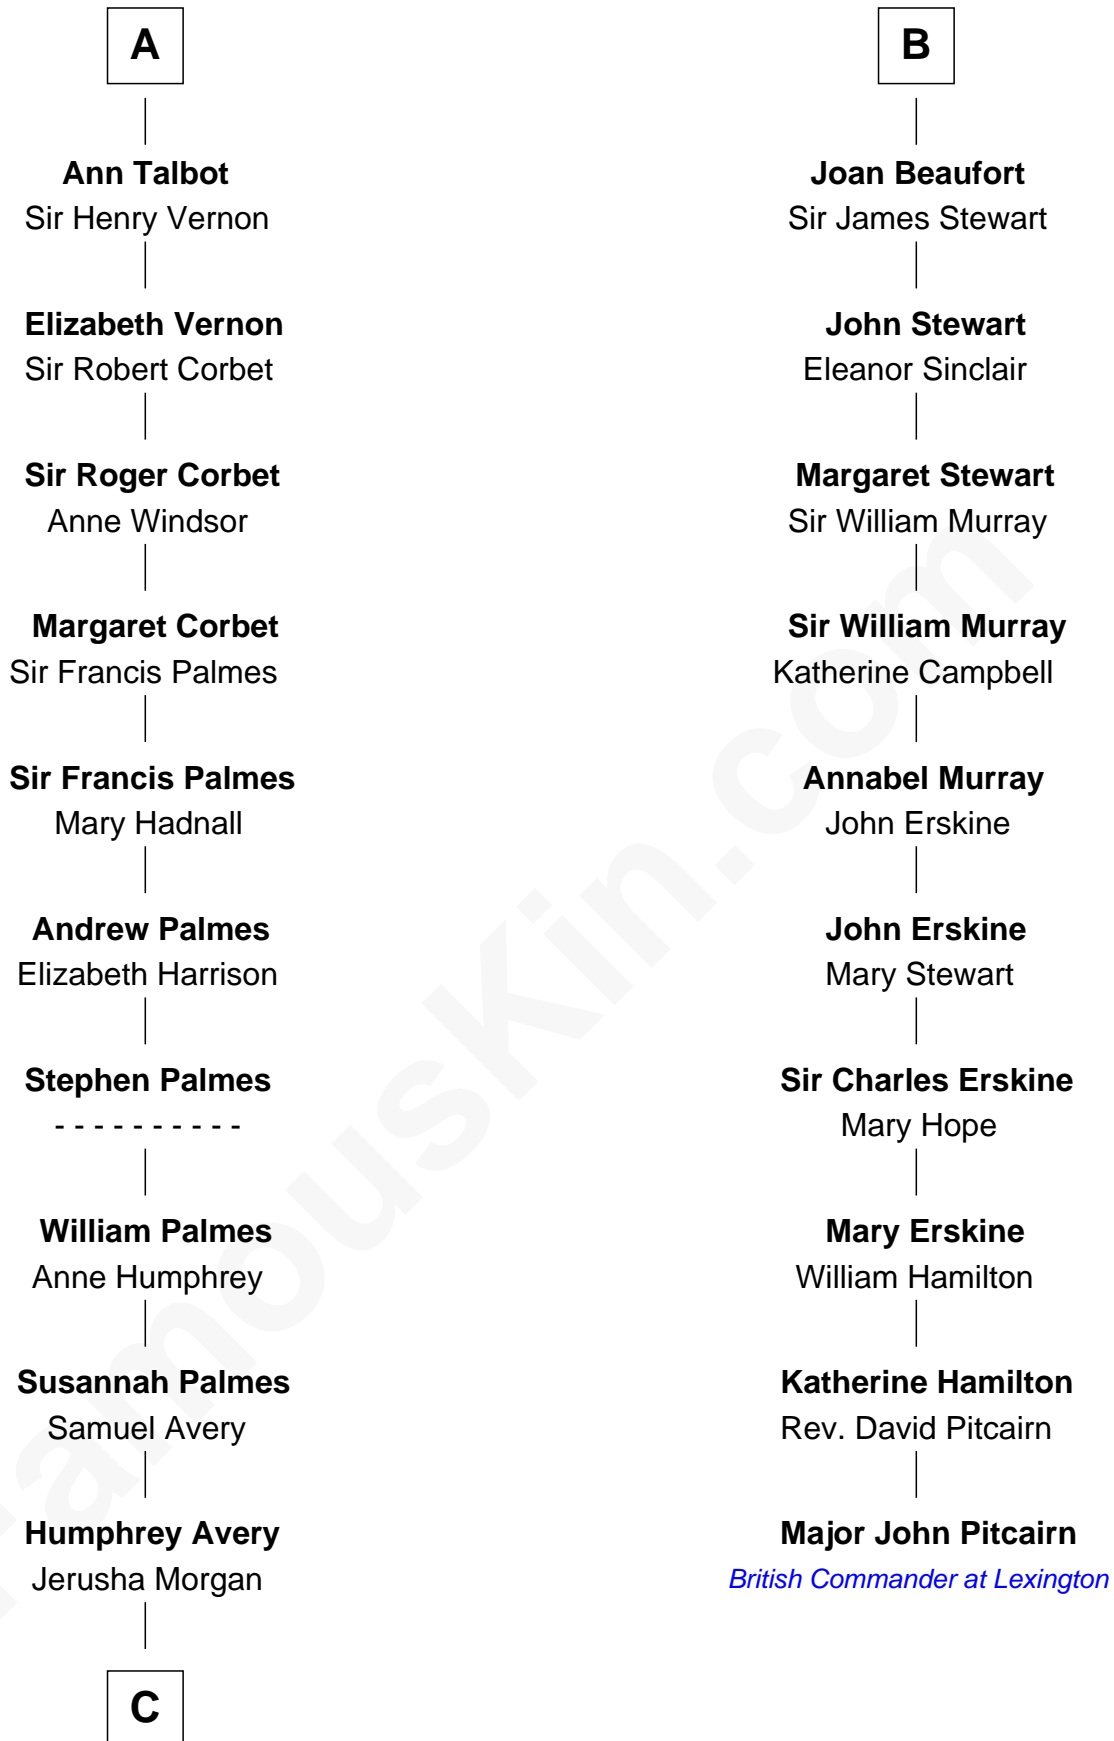 A
Ann Talbot
Sir Henry Vernon
Elizabeth Vernon
Sir Robert Corbet
Sir Roger Corbet
Anne Windsor
Margaret Corbet
Sir Francis Palmes
Sir Francis Palmes
Mary Hadnall
Andrew Palmes
Elizabeth Harrison
Stephen Palmes
- - - - - - - - - -
William Palmes
Anne Humphrey
Susannah Palmes
Samuel Avery
Humphrey Avery
Jerusha Morgan
C
B
Joan Beaufort
Sir James Stewart
John Stewart
Eleanor Sinclair
Margaret Stewart
Sir William Murray
Sir William Murray
Katherine Campbell
Annabel Murray
John Erskine
John Erskine
Mary Stewart
Sir Charles Erskine
Mary Hope
Mary Erskine
William Hamilton
Katherine Hamilton
Rev. David Pitcairn
Major John Pitcairn
British Commander at Lexington
FamousKin.com